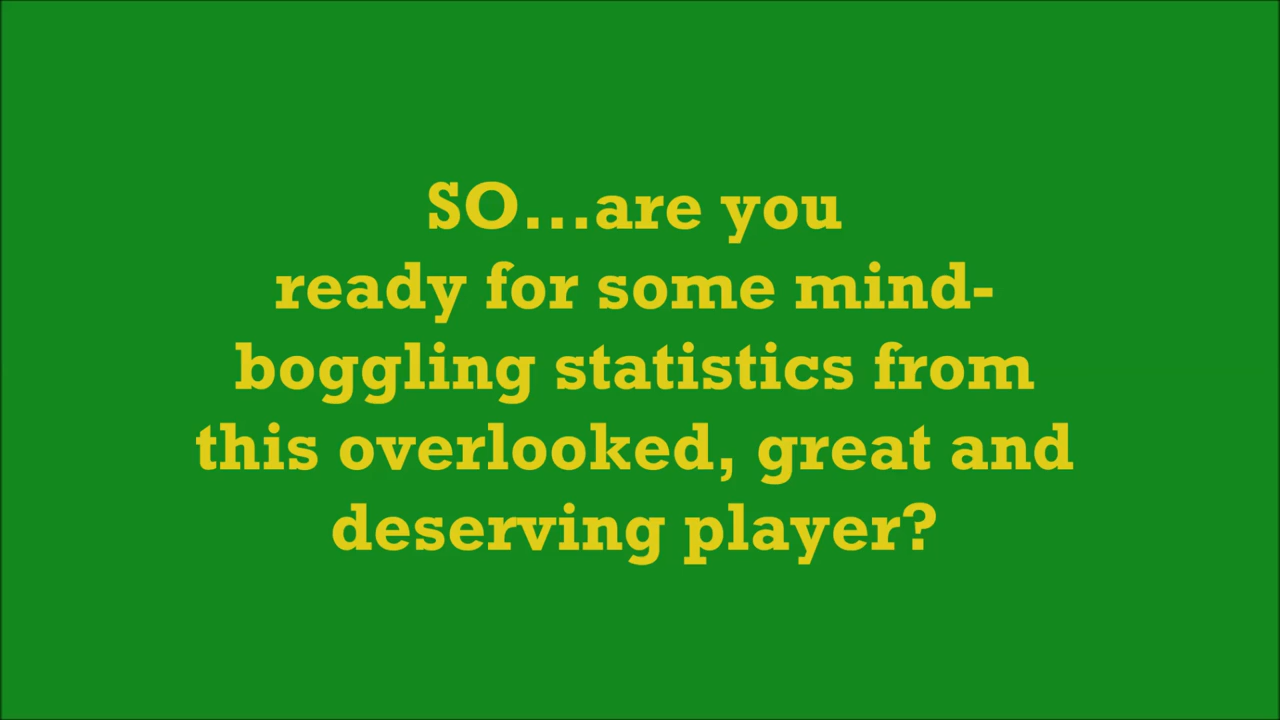 SO...are you
ready for some mind-
boggling statistics from
this overlooked, great and
deserving player?